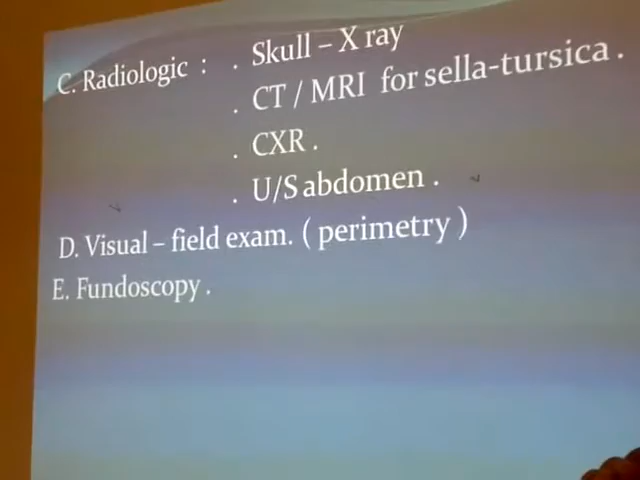 C. Radiologic : . Skull – X ray
. CT / MRI for sella-tursica .
. CXR .
. U/S abdomen .
D. Visual – field exam. ( perimetry )
E. Fundoscopy .